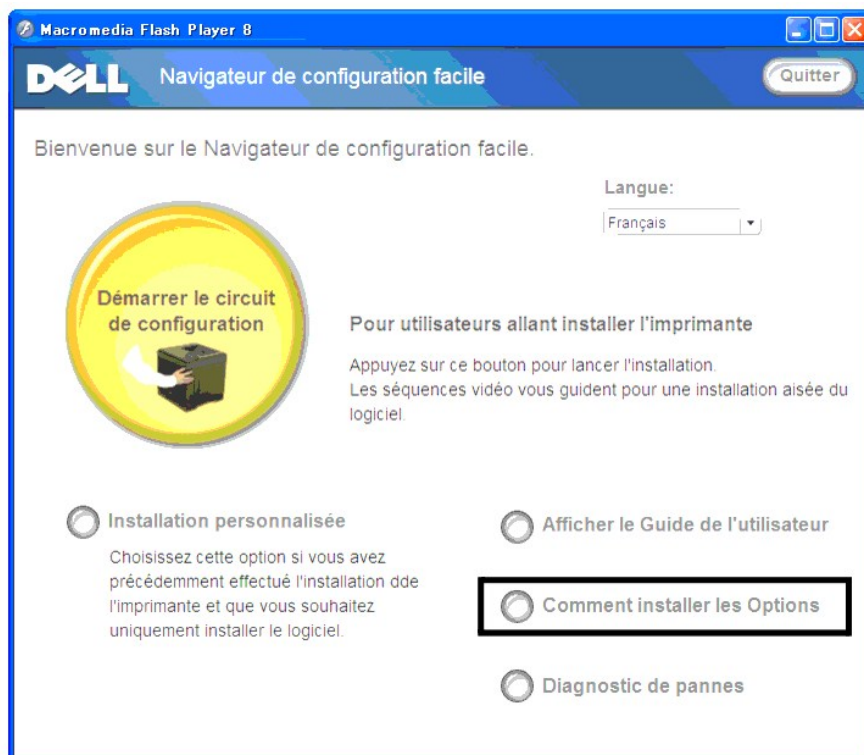 Macromedia Flash Player 8
DELL Navigateur de configuration facile Quitter
Bienvenue sur le Navigateur de configuration facile.
Langue:
Français
Démarrer le circuit
de configuration
Pour utilisateurs allant installer l'imprimante
Appuyez sur ce bouton pour lancer l'installation.
Les séquences vidéo vous guident pour une installation aisée du
logiciel.
Installation personnalisée
Choisissez cette option si vous avez
précédemment effectué l'installation dde
l'imprimante et que vous souhaitez
uniquement installer le logiciel.
Afficher le Guide de l'utilisateur
Comment installer les Options
Diagnostic de pannes